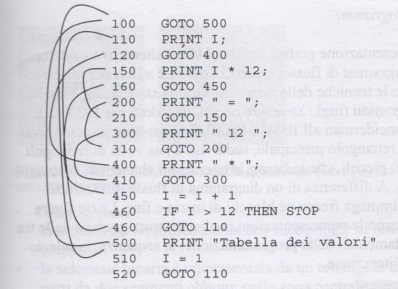 100 GOTO 500
110 PRINT I;
120 GOTO 400
150 PRINT I * 12;
160 GOTO 450
200 PRINT " = ";
210 GOTO 150
300 PRINT " 12 ";
310 GOTO 200
400 PRINT " * ";
410 GOTO 300
450 I = I + 1
460 IF I > 12 THEN STOP
460 GOTO 110
500 PRINT "Tabella dei valori"
510 I = 1
520 GOTO 110